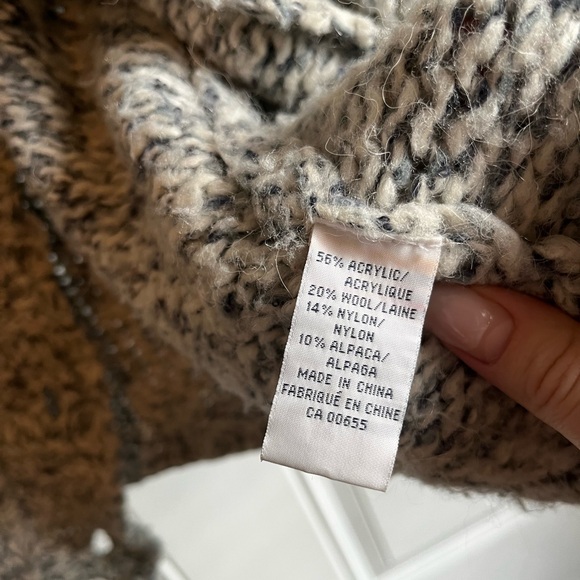 56% ACRYLIC/
ACRYLIQUE
20% WOOL/LAINE
14% NYLON/
NYLON
10% ALPACA/
ALPAGA
MADE IN CHINA
FABRIQUÉ EN CHINE
CA 00655